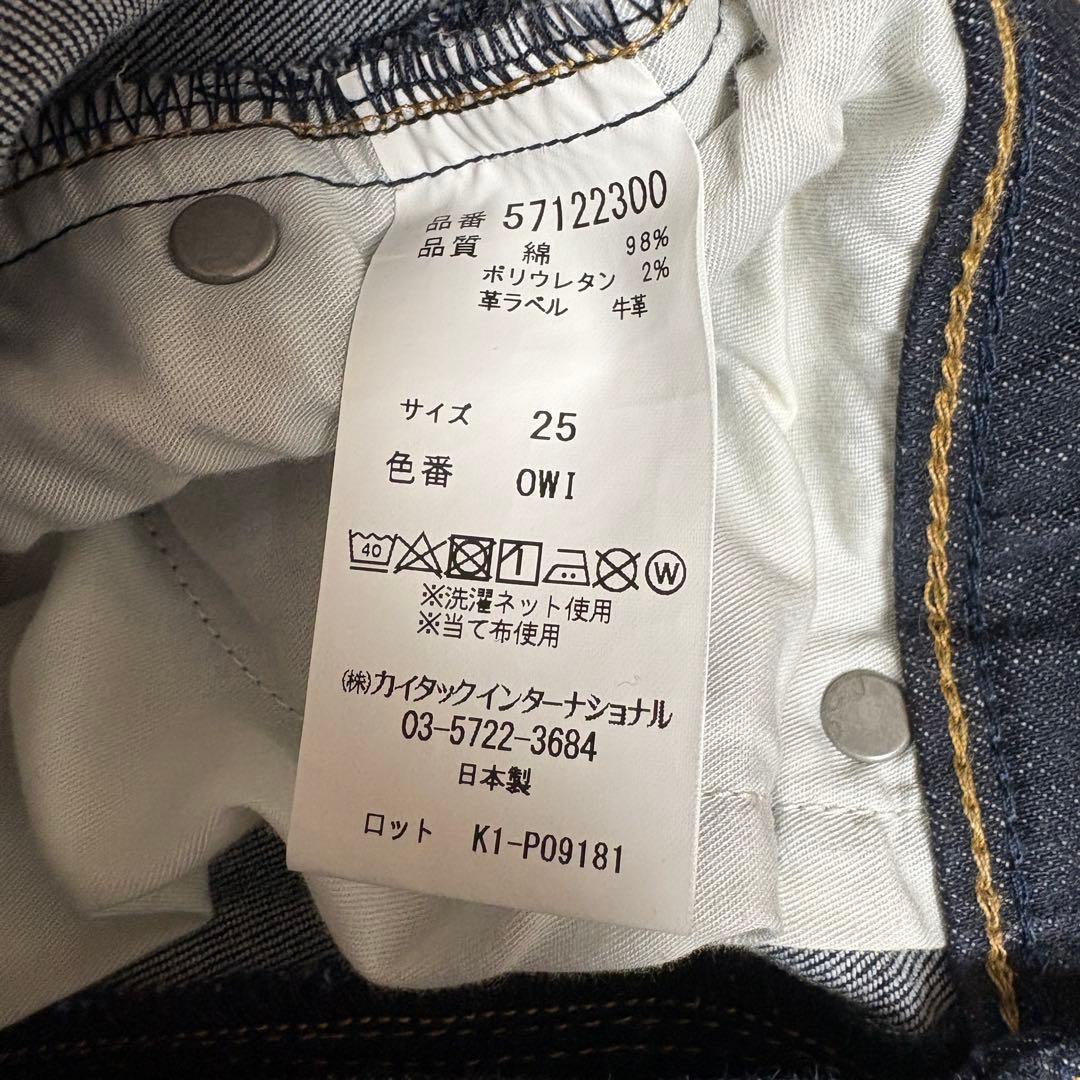 品番 57122300
品質 綿 98%
ポリウレタン 2%
革ラベル 牛革
サイズ 25
色番 OWI
40 W
※洗濯ネット使用
※当て布使用
㈱カイタックインターナショナル
03-5722-3684
日本製
ロット K1-P09181